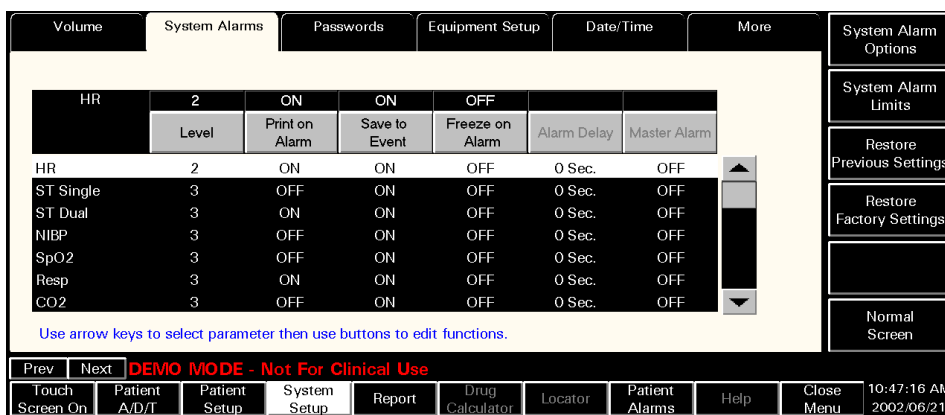 Volume System Alarms Passwords Equipment Setup Date/Time More
System Alarm
Options
System Alarm
Limits
Restore
Previous Settings
Restore
Factory Settings
Normal
Screen
HR 2 ON ON OFF
Level Print on Alarm Save to Event Freeze on Alarm Alarm Delay Master Alarm
HR 2 ON ON OFF 0 Sec. OFF
ST Single 3 OFF ON OFF 0 Sec. OFF
ST Dual 3 ON ON OFF 0 Sec. OFF
NIBP 3 OFF ON OFF 0 Sec. OFF
SpO2 3 OFF ON OFF 0 Sec. OFF
Resp 3 ON ON OFF 0 Sec. OFF
CO2 3 OFF ON OFF 0 Sec. OFF
Use arrow keys to select parameter then use buttons to edit functions.
Prev Next DEMO MODE - Not For Clinical Use
Touch Screen On Patient A/D/T Patient Setup System Setup Report Drug Calculator Locator Patient Alarms Help Close Menu 10:47:16 AM
2002/06/21